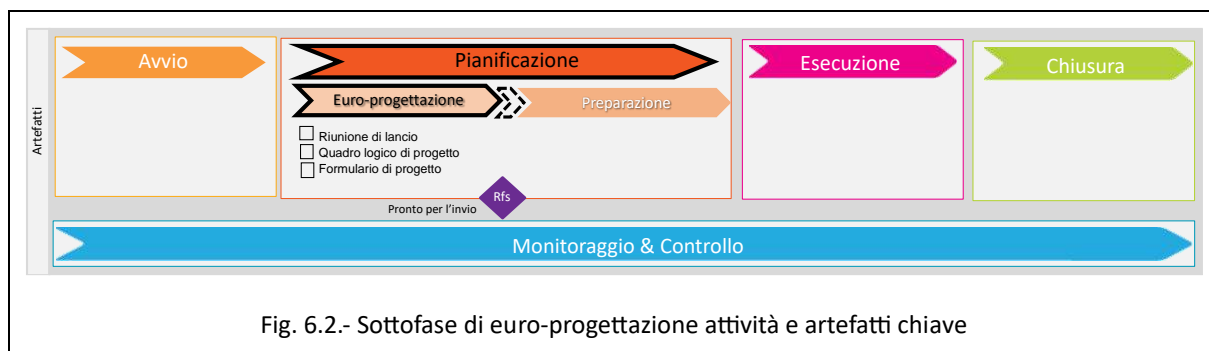 Artefatti
Avvio
Pianificazione
Esecuzione
Chiusura
Euro-progettazione
Preparazione
Riunione di lancio
Quadro logico di progetto
Formulario di progetto
Rfs
Pronto per l'invio
Monitoraggio & Controllo
Fig. 6.2.- Sottofase di euro-progettazione attività e artefatti chiave